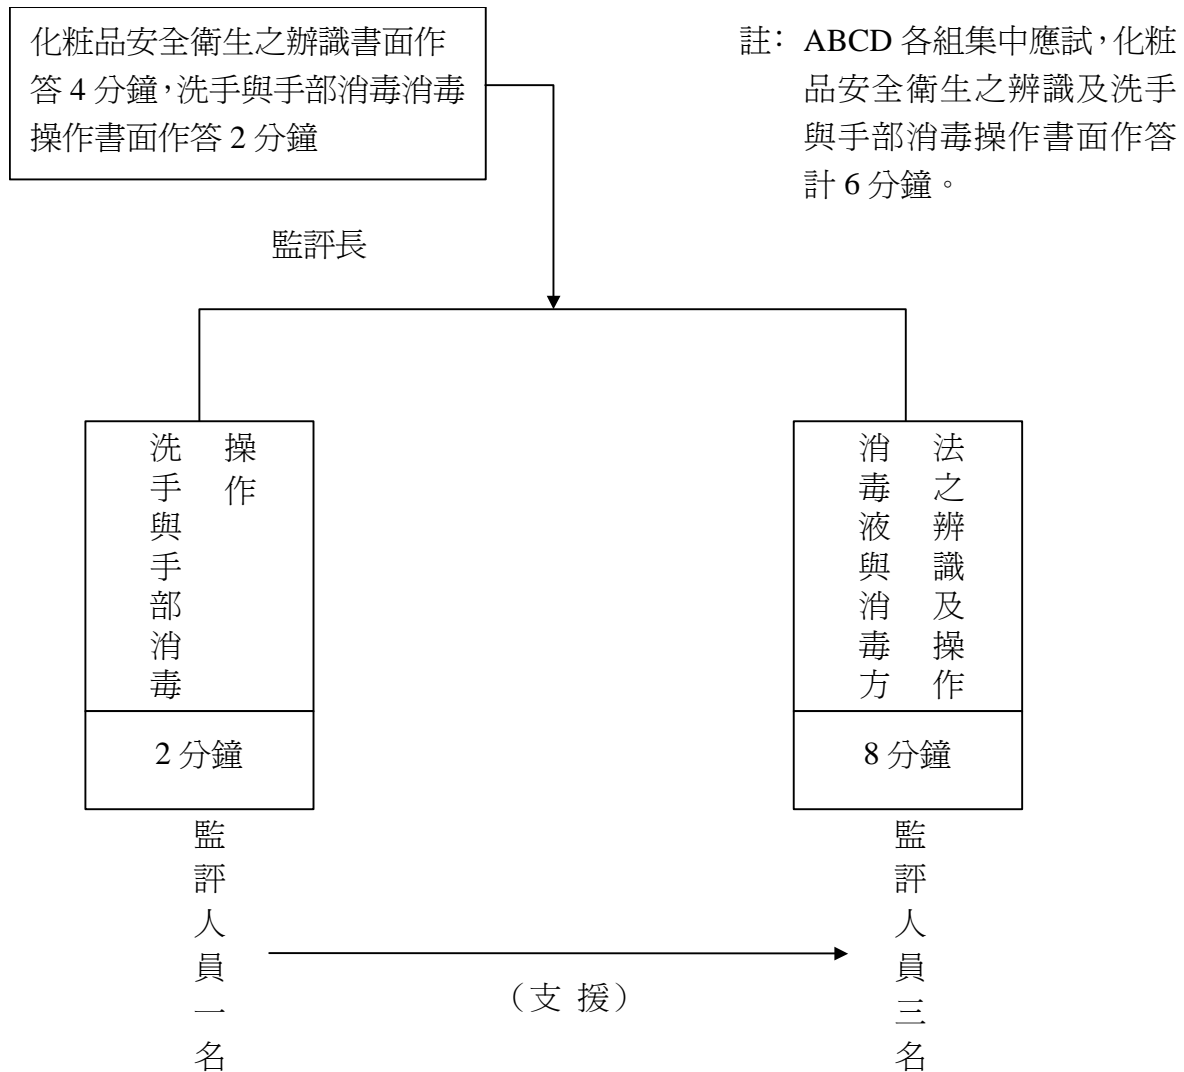 化粧品安全衛生之辦識書面作
答 4 分鐘，洗手與手部消毒消毒
操作書面作答 2 分鐘
註： ABCD 各組集中應試，化粧
品安全衛生之辨識及洗手
與手部消毒操作書面作答
計 6 分鐘。
監評長
洗手與手部消毒
操作
2 分鐘
監評人員一名
消毒液與消毒方
法之辨識及操作
8 分鐘
監評人員三名
（支 援）